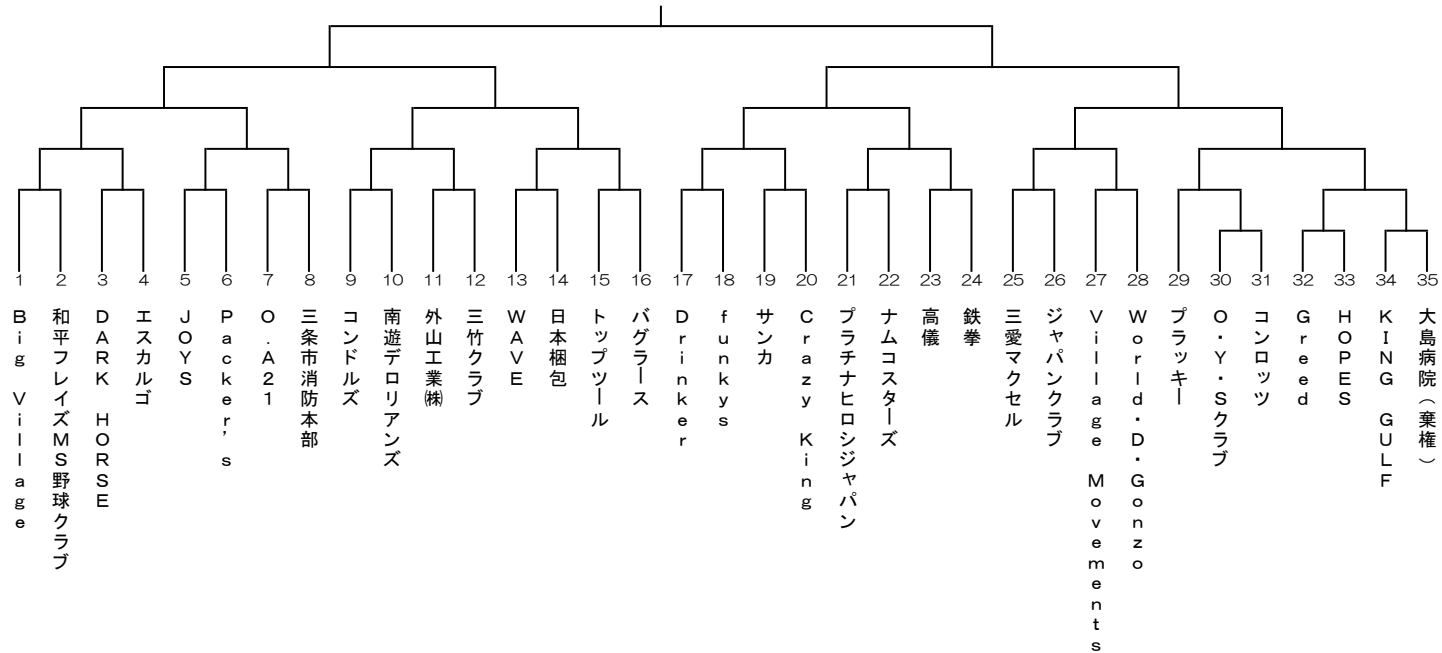 1 Big Village
2 和平フレイズMS野球クラブ
3 DARK HORSE
4 エスカルゴ
5 JOYS
6 Packer's
7 O.A21
8 三条市消防本部
9 コンドルズ
10 南遊デロリアンズ
11 外山工業㈱
12 三竹クラブ
13 WAVE
14 日本梱包
15 トップツール
16 バグラース
17 Drinker
18 funkys
19 サンカ
20 Crazy King
21 プラチナヒロシジャパン
22 ナムコスターズ
23 高儀
24 鉄拳
25 三愛マクセル
26 ジャパンクラブ
27 Village Movements
28 World・D・Gonzo
29 プラッキー
30 O・Y・Sクラブ
31 コンロッツ
32 Greed
33 HOPES
34 KING GULF
35 大島病院（棄権）